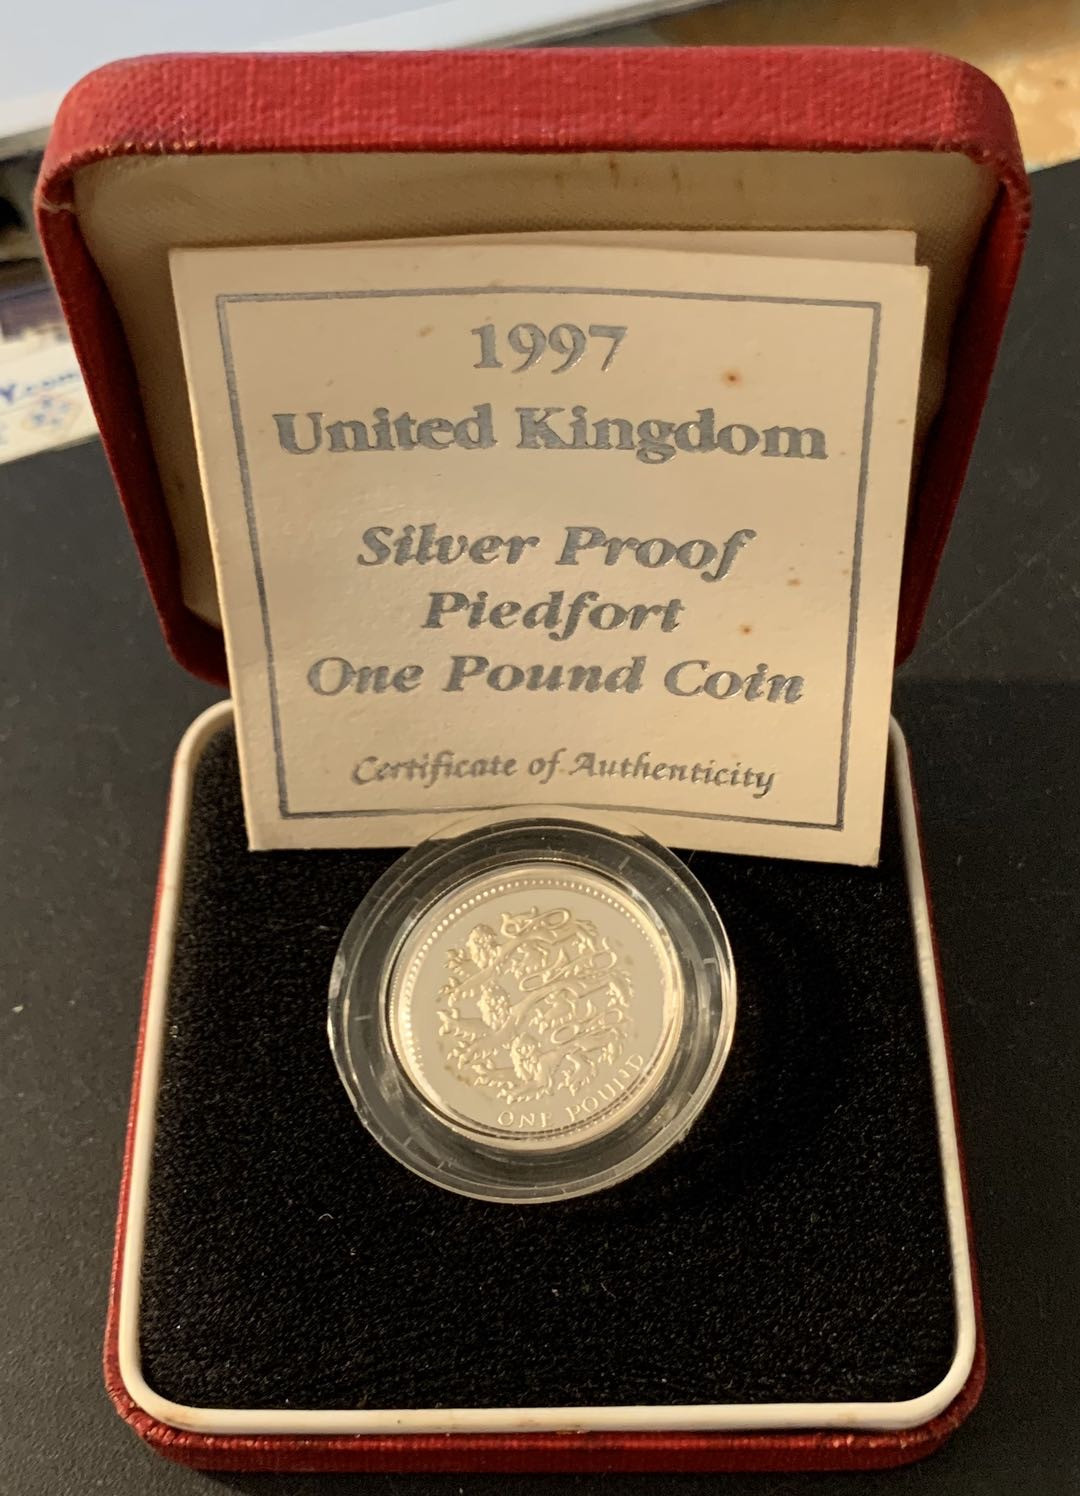 1997
United Kingdom
Silver Proof
Piedfort
One Pound Coin
Certificate of Authenticity
ONE POUND